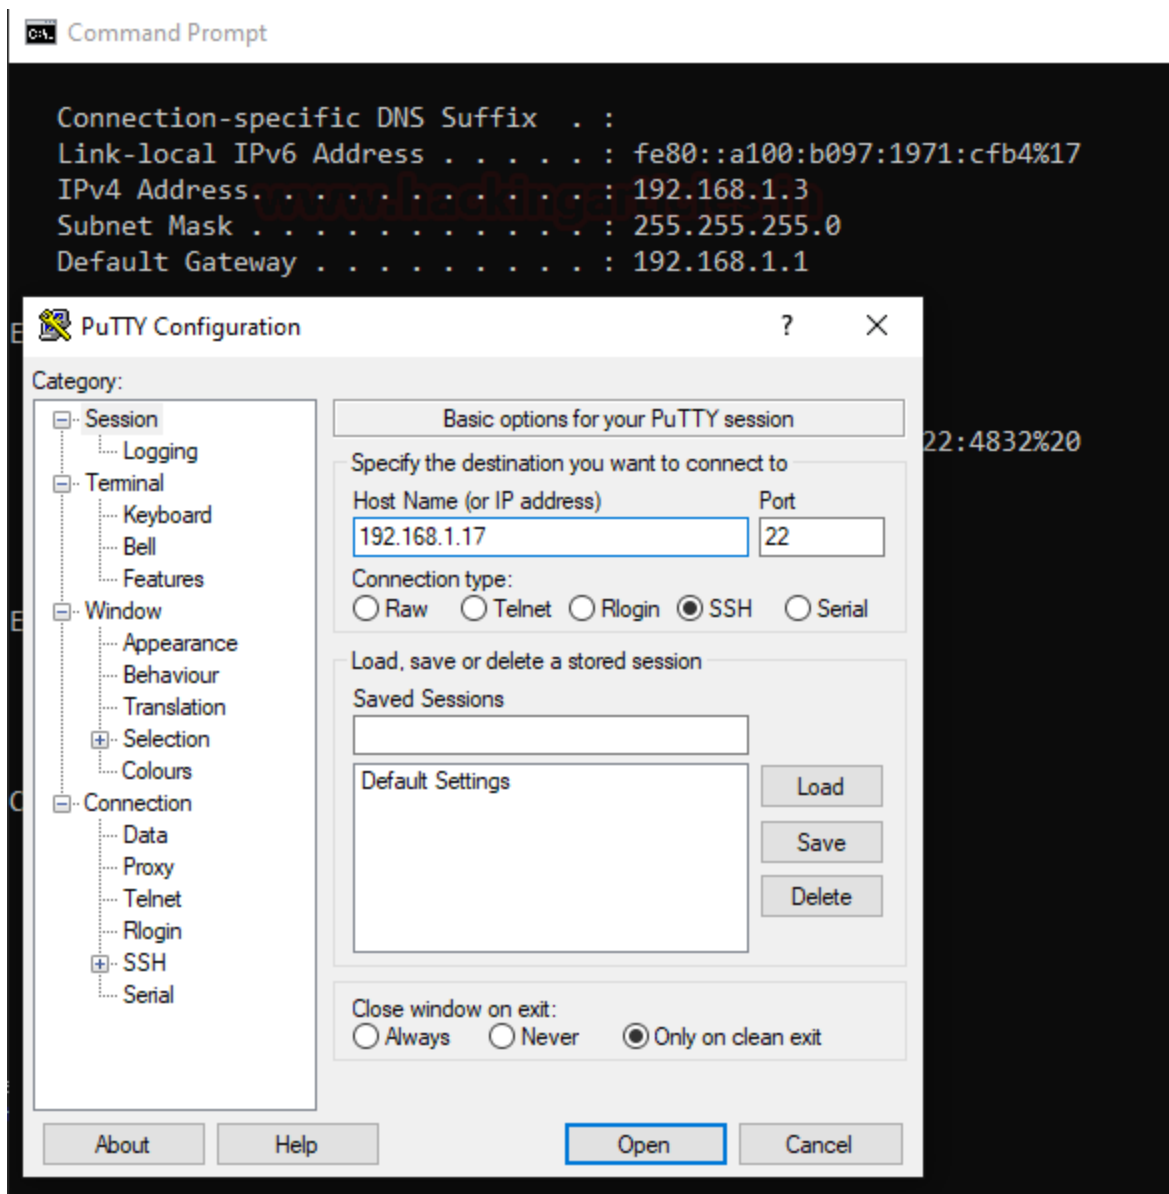 Command Prompt
Connection-specific DNS Suffix  . :
Link-local IPv6 Address . . . . . : fe80::a100:b097:1971:cfb4%17
IPv4 Address. . . . . . . . . . . : 192.168.1.3
Subnet Mask . . . . . . . . . . . : 255.255.255.0
Default Gateway . . . . . . . . . : 192.168.1.1
E
PuTTY Configuration
?
Category:
Session
Logging
Terminal
Keyboard
Bell
Features
Window
Appearance
Behaviour
Translation
Selection
Colours
Connection
Data
Proxy
Telnet
Rlogin
SSH
Serial
Basic options for your PuTTY session
Specify the destination you want to connect to
Host Name (or IP address) Port
192.168.1.17 22
Connection type:
Raw Telnet Rlogin SSH Serial
Load, save or delete a stored session
Saved Sessions
Default Settings
Load
Save
Delete
Close window on exit:
Always Never Only on clean exit
About Help Open Cancel
22:4832%20
E
C